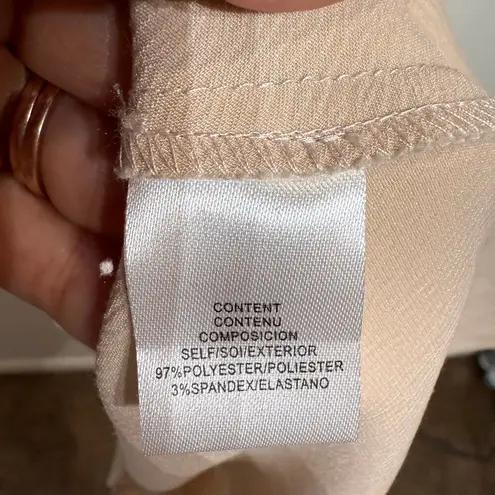 CONTENT
CONTENU
COMPOSICION
SELF/SOI/EXTERIOR
97%POLYESTER/POLIESTER
3%SPANDEX/ELASTANO